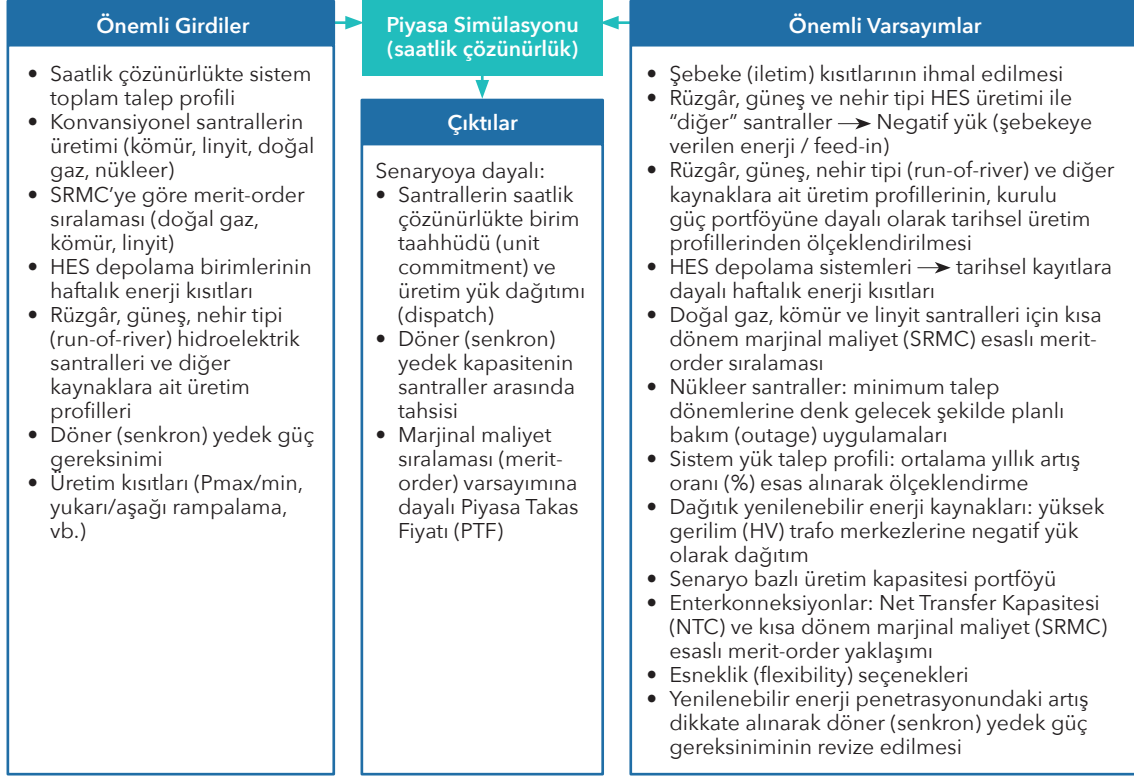 Önemli Girdiler
• Saatlik çözünürlükte sistem
toplam talep profili
• Konvansiyonel santrallerin
üretimi (kömür, linyit, doğal
gaz, nükleer)
• SRMC’ye göre merit-order
sıralaması (doğal gaz,
kömür, linyit)
• HES depolama birimlerinin
haftalık enerji kısıtları
• Rüzgâr, güneş, nehir tipi
(run-of-river) hidroelektrik
santralleri ve diğer
kaynaklara ait üretim
profilleri
• Döner (senkron) yedek güç
gereksinimi
• Üretim kısıtları (Pmax/min,
yukarı/aşağı rampalama,
vb.)
Piyasa Simülasyonu
(saatlik çözünürlük)
Çıktılar
Senaryoya dayalı:
• Santrallerin saatlik
çözünürlükte birim
taahhüdü (unit
commitment) ve
üretim yük dağıtımı
(dispatch)
• Döner (senkron)
yedek kapasitenin
santraller arasında
tahsisi
• Marjinal maliyet
sıralaması (merit-
order) varsayımına
dayalı Piyasa Takas
Fiyatı (PTF)
Önemli Varsayımlar
• Şebeke (iletim) kısıtlarının ihmal edilmesi
• Rüzgâr, güneş ve nehir tipi HES üretimi ile
“diğer” santraller → Negatif yük (şebekeye
verilen enerji / feed-in)
• Rüzgâr, güneş, nehir tipi (run-of-river) ve diğer
kaynaklara ait üretim profillerinin, kurulu
güç portföyüne dayalı olarak tarihsel üretim
profillerinden ölçeklendirilmesi
• HES depolama sistemleri → tarihsel kayıtlara
dayalı haftalık enerji kısıtları
• Doğal gaz, kömür ve linyit santralleri için kısa
dönem marjinal maliyet (SRMC) esaslı merit-
order sıralaması
• Nükleer santraller: minimum talep
dönemlerine denk gelecek şekilde planlı
bakım (outage) uygulamaları
• Sistem yük talep profili: ortalama yıllık artış
oranı (%) esas alınarak ölçeklendirme
• Dağıtık yenilenebilir enerji kaynakları: yüksek
gerilim (HV) trafo merkezlerine negatif yük
olarak dağıtım
• Senaryo bazlı üretim kapasitesi portföyü
• Enterkonneksiyonlar: Net Transfer Kapasitesi
(NTC) ve kısa dönem marjinal maliyet (SRMC)
esaslı merit-order yaklaşımı
• Esneklik (flexibility) seçenekleri
• Yenilenebilir enerji penetrasyonundaki artış
dikkate alınarak döner (senkron) yedek güç
gereksiniminin revize edilmesi